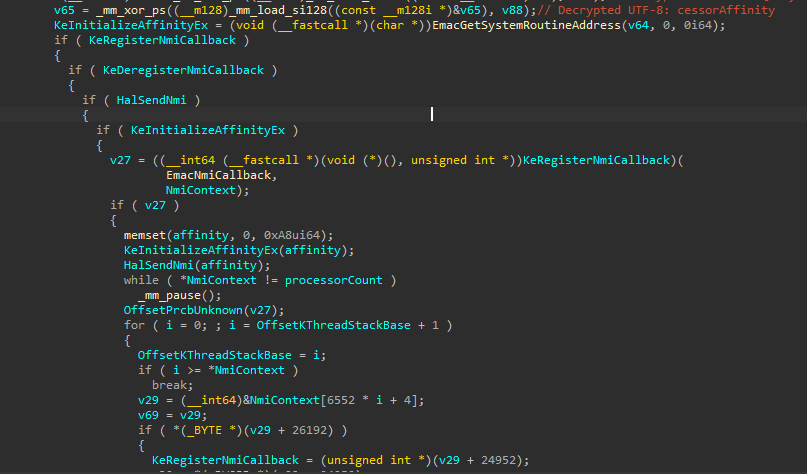 v65 = _mm_xor_ps((__m128)_mm_load_si128((const __m128i *)&v65), v88);// Decrypted UTF-8: cessorAffinity
KeInitializeAffinityEx = (void (__fastcall *)(char *))EmacGetSystemRoutineAddress(v64, 0, 0i64);
if ( KeRegisterNmiCallback )
{
if ( KeDeregisterNmiCallback )
{
if ( HalSendNmi )
{
if ( KeInitializeAffinityEx )
{
v27 = ((__int64 (__fastcall *)(void (*)(), unsigned int *))KeRegisterNmiCallback)(
EmacNmiCallback,
NmiContext);
if ( v27 )
{
memset(affinity, 0, 0xA8ui64);
KeInitializeAffinityEx(affinity);
HalSendNmi(affinity);
while ( *NmiContext != processorCount )
_mm_pause();
OffsetPrcbUnknown(v27);
for ( i = 0; ; i = OffsetKThreadStackBase + 1 )
{
OffsetKThreadStackBase = i;
if ( i >= *NmiContext )
break;
v29 = (__int64)&NmiContext[6552 * i + 4];
v69 = v29;
if ( *(_BYTE *)(v29 + 26192) )
{
KeRegisterNmiCallback = (unsigned int *)(v29 + 24952);